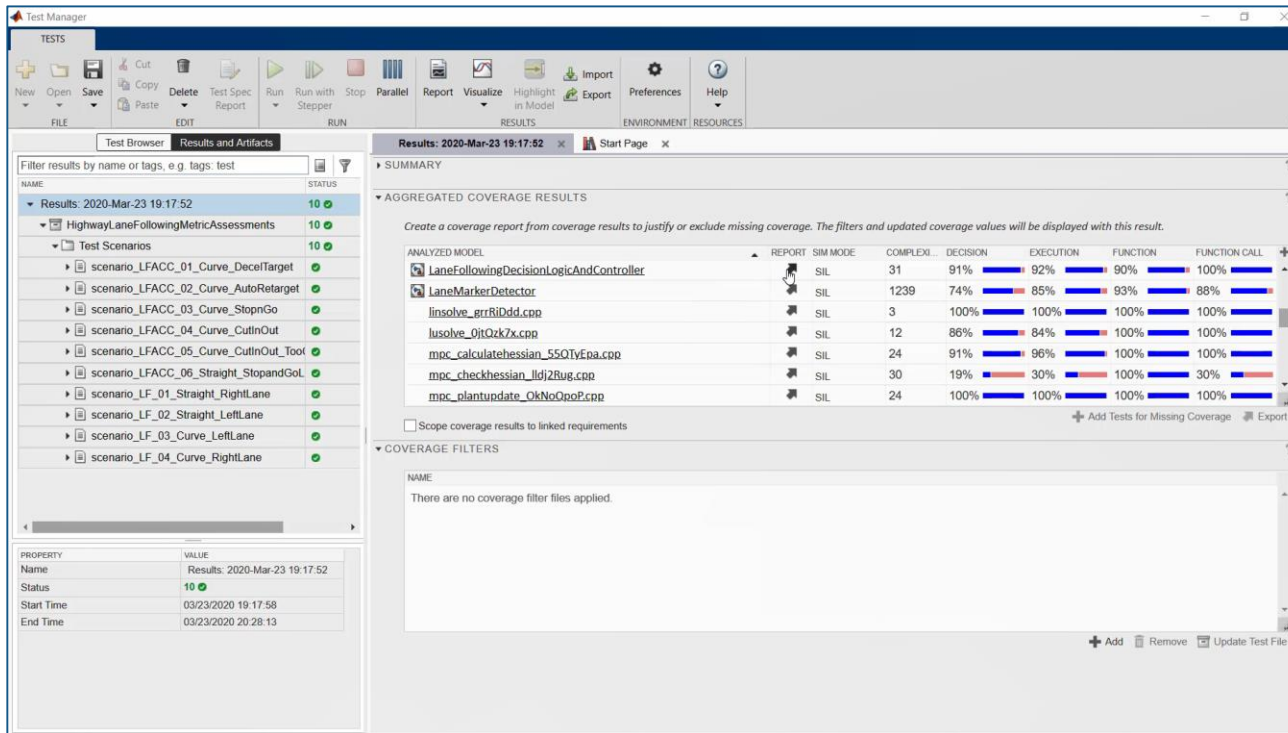 Test Manager
TESTS
New Open Save Cut Copy Paste Delete Test Spec Report Run Run with Stepper Stop Parallel Report Visualize Highlight in Model Import Export Preferences Help
FILE EDIT RUN RESULTS ENVIRONMENT RESOURCES
Test Browser Results and Artifacts
Filter results by name or tags, e.g. tags: test
NAME STATUS
Results: 2020-Mar-23 19:17:52 10
HighwayLaneFollowingMetricAssessments 10
Test Scenarios 10
scenario_LFACC_01_Curve_DecelTarget
scenario_LFACC_02_Curve_AutoRetarget
scenario_LFACC_03_Curve_StopnGo
scenario_LFACC_04_Curve_CutInOut
scenario_LFACC_05_Curve_CutInOut_Too
scenario_LFACC_06_Straight_StopandGoL
scenario_LF_01_Straight_RightLane
scenario_LF_02_Straight_LeftLane
scenario_LF_03_Curve_LeftLane
scenario_LF_04_Curve_RightLane
PROPERTY VALUE
Name Results: 2020-Mar-23 19:17:52
Status 10
Start Time 03/23/2020 19:17:58
End Time 03/23/2020 20:28:13
Results: 2020-Mar-23 19:17:52 Start Page
SUMMARY
AGGREGATED COVERAGE RESULTS
Create a coverage report from coverage results to justify or exclude missing coverage. The filters and updated coverage values will be displayed with this result.
ANALYZED MODEL REPORT SIM MODE COMPLEXI... DECISION EXECUTION FUNCTION FUNCTION CALL
LaneFollowingDecisionLogicAndController SIL 31 91% 92% 90% 100%
LaneMarkerDetector SIL 1239 74% 85% 93% 88%
linsolve_grrRiDdd.cpp SIL 3 100% 100% 100% 100%
lusolve_0jtQzk7x.cpp SIL 12 86% 84% 100% 100%
mpc_calculatehessian_55QTyEpa.cpp SIL 24 91% 96% 100% 100%
mpc_checkhessian_lldj2Rug.cpp SIL 30 19% 30% 100% 30%
mpc_plantupdate_OkNoQpoP.cpp SIL 24 100% 100% 100% 100%
Add Tests for Missing Coverage Export
Scope coverage results to linked requirements
COVERAGE FILTERS
NAME
There are no coverage filter files applied.
Add Remove Update Test File